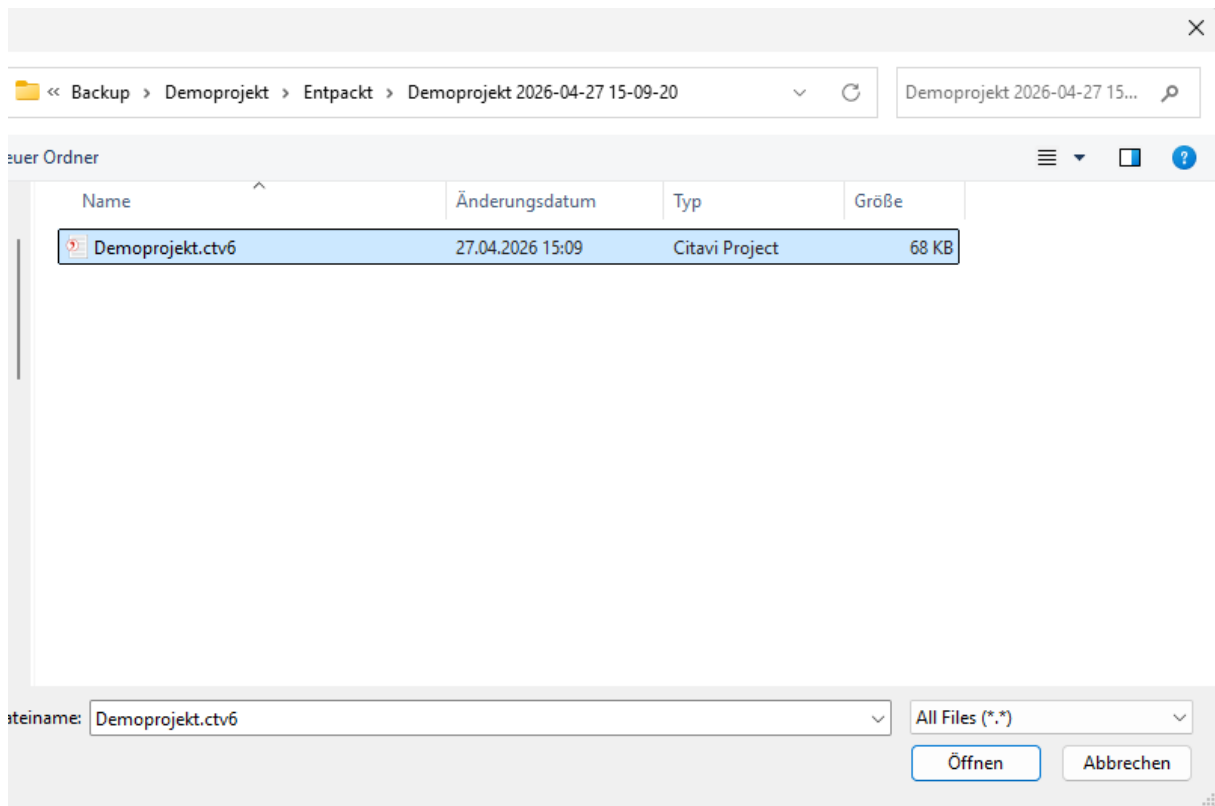 « Backup > Demoprojekt > Entpackt > Demoprojekt 2026-04-27 15-09-20
Demoprojekt 2026-04-27 15...
euer Ordner
Name Änderungsdatum Typ Größe
Demoprojekt.ctv6 27.04.2026 15:09 Citavi Project 68 KB
ateiname: Demoprojekt.ctv6 All Files (*.*)
Öffnen Abbrechen